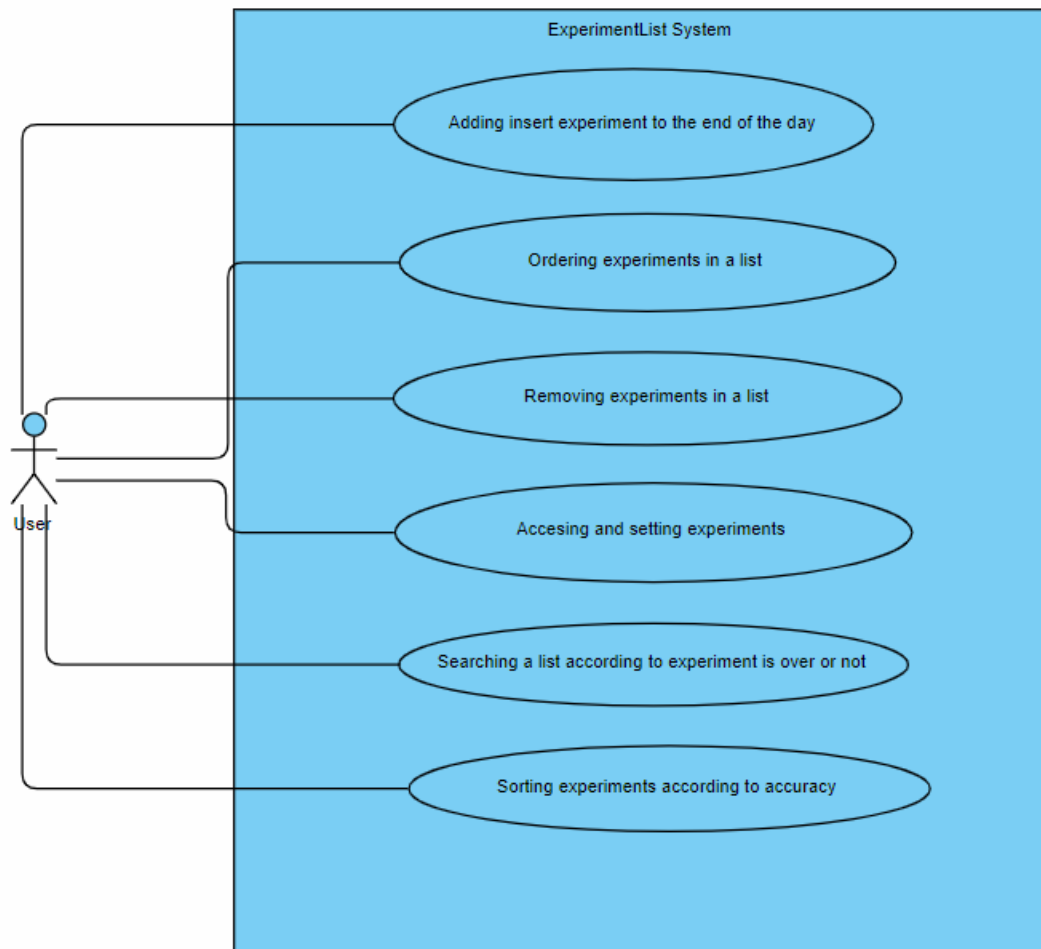 ExperimentList System
Adding insert experiment to the end of the day
Ordering experiments in a list
Removing experiments in a list
User
Accesing and setting experiments
Searching a list according to experiment is over or not
Sorting experiments according to accuracy